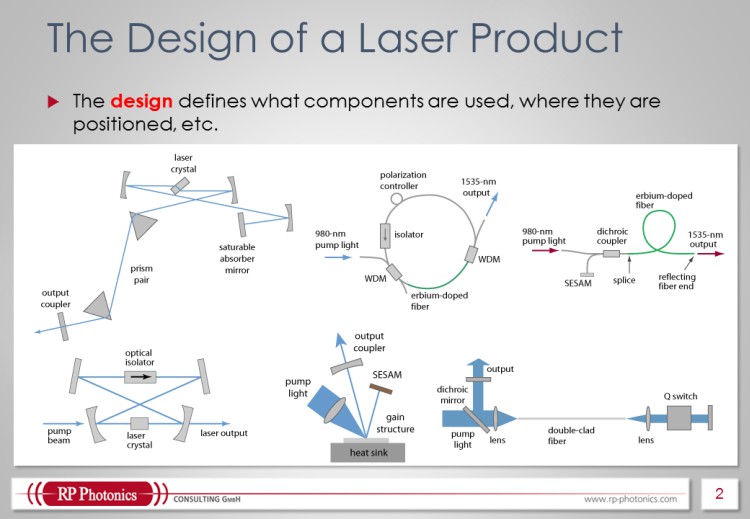 The Design of a Laser Product
The design defines what components are used, where they are
positioned, etc.
laser
crystal
saturable
absorber
mirror
prism
pair
output
coupler
polarization
controller
1535-nm
output
980-nm
pump light
isolator
WDM
WDM
erbium-doped
fiber
erbium-doped
fiber
980-nm
pump light
dichroic
coupler
1535-nm
output
SESAM
splice
reflecting
fiber end
optical
isolator
pump
beam
laser
crystal
laser output
output
coupler
pump
light
SESAM
gain
structure
heat sink
output
dichroic
mirror
pump
light
lens
double-clad
fiber
lens
Q switch
RP Photonics CONSULTING GmbH
www.rp-photonics.com
2